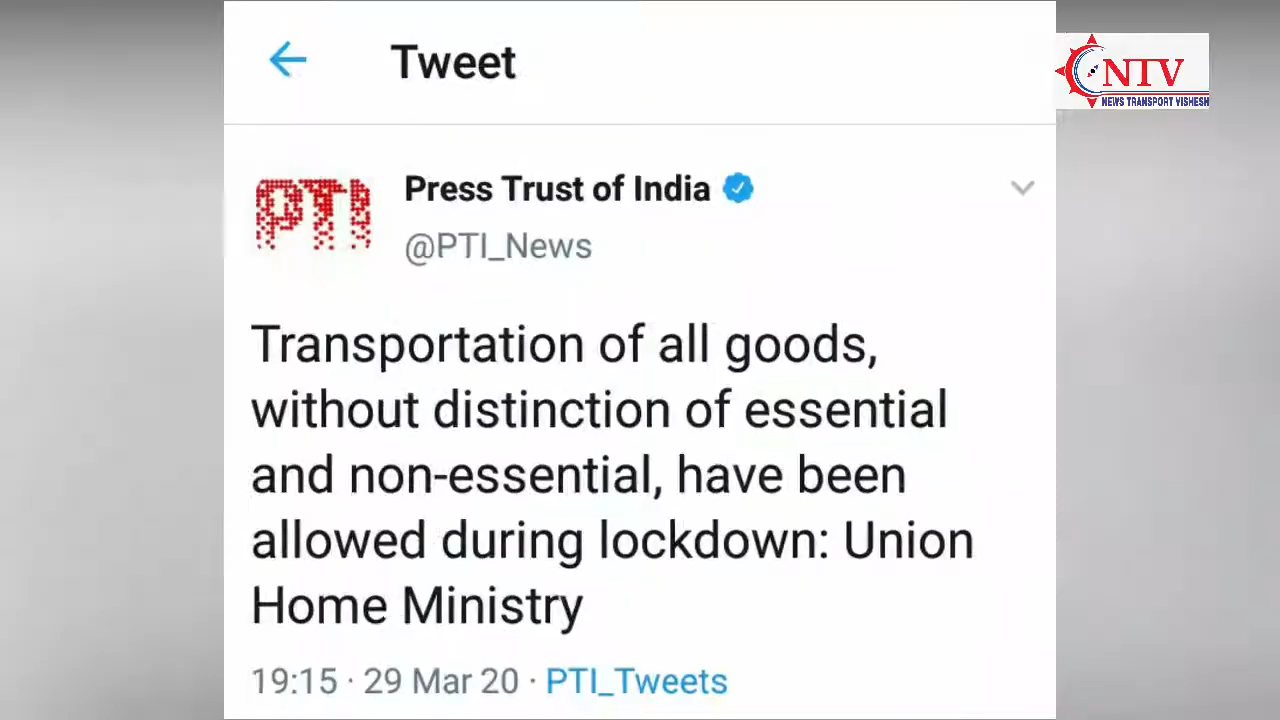 Tweet
NTV
NEWS TRANSPORT VISHESH
PTI
Press Trust of India
@PTI_News
Transportation of all goods,
without distinction of essential
and non-essential, have been
allowed during lockdown: Union
Home Ministry
19:15 · 29 Mar 20 · PTI_Tweets